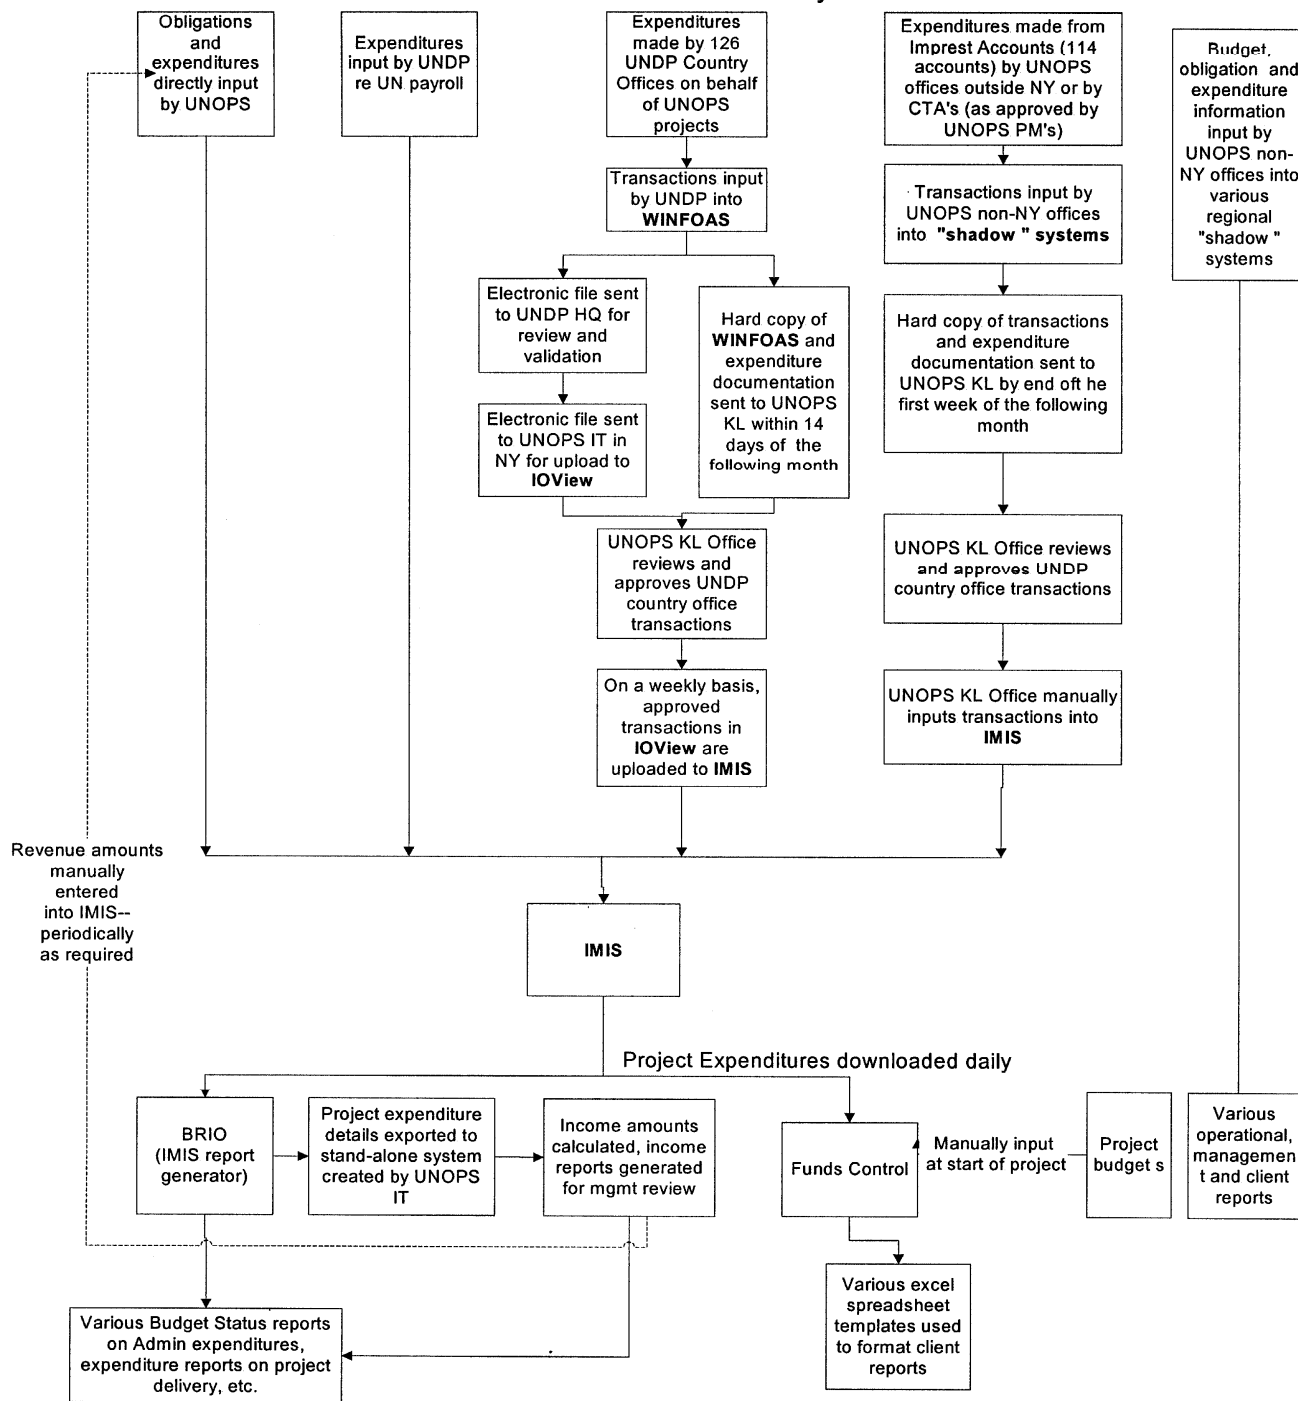 Obligations
and
expenditures
directly input
by UNOPS
Expenditures
input by UNDP
re UN payroll
Expenditures
made by 126
UNDP Country
Offices on behalf
of UNOPS
projects
Expenditures made from
Imprest Accounts (114
accounts) by UNOPS
offices outside NY or by
CTA's (as approved by
UNOPS PM's)
Budget,
obligation and
expenditure
information
input by
UNOPS non-
NY offices into
various
regional
"shadow "
systems
Transactions input
by UNDP into
WINFOAS
Transactions input by
UNOPS non-NY offices
into "shadow " systems
Electronic file sent
to UNDP HQ for
review and
validation
Hard copy of
WINFOAS and
expenditure
documentation
sent to UNOPS
KL within 14
days of the
following month
Hard copy of transactions
and expenditure
documentation sent to
UNOPS KL by end oft he
first week of the following
month
Electronic file sent
to UNOPS IT in
NY for upload to
IOView
UNOPS KL Office
reviews and
approves UNDP
country office
transactions
UNOPS KL Office reviews
and approves UNDP
country office transactions
On a weekly basis,
approved
transactions in
IOView are
uploaded to IMIS
UNOPS KL Office manually
inputs transactions into
IMIS
Revenue amounts
manually
entered
into IMIS--
periodically
as required
IMIS
Project Expenditures downloaded daily
BRIO
(IMIS report
generator)
Project expenditure
details exported to
stand-alone system
created by UNOPS
IT
Income amounts
calculated, income
reports generated
for mgmt review
Funds Control
Manually input
at start of project
Project
budget s
Various
operational,
managemen
t and client
reports
Various Budget Status reports
on Admin expenditures,
expenditure reports on project
delivery, etc.
Various excel
spreadsheet
templates used
to format client
reports